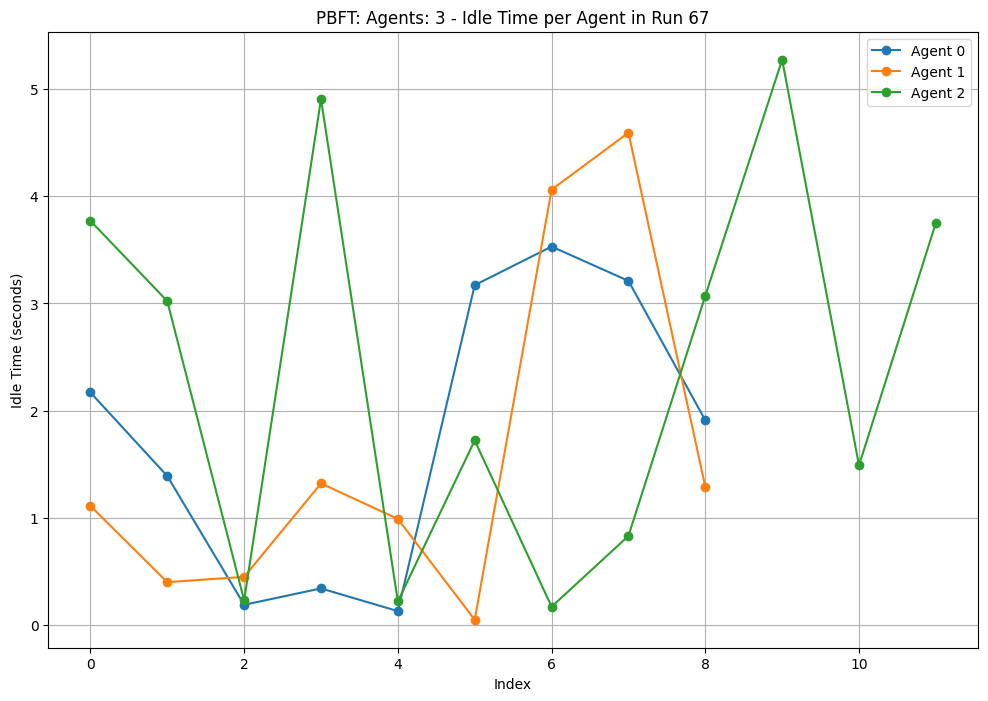 PBFT: Agents: 3 - Idle Time per Agent in Run 67
Agent 0
Agent 1
Agent 2
Idle Time (seconds)
5
4
3
2
1
0
0 2 4 6 8 10
Index